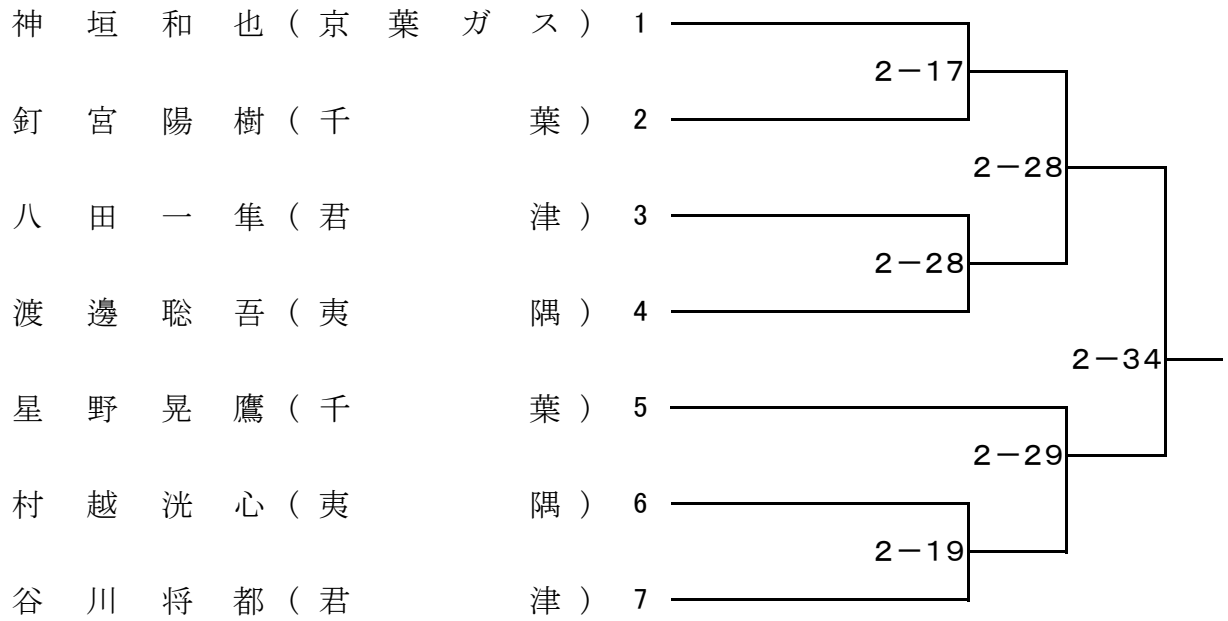 神垣和也(京葉ガス) 1
2-17
釘宮陽樹(千葉) 2
2-28
八田一隼(君津) 3
2-28
渡邊聡吾(夷隅) 4
2-34
星野晃鷹(千葉) 5
2-29
村越洸心(夷隅) 6
2-19
谷川将都(君津) 7